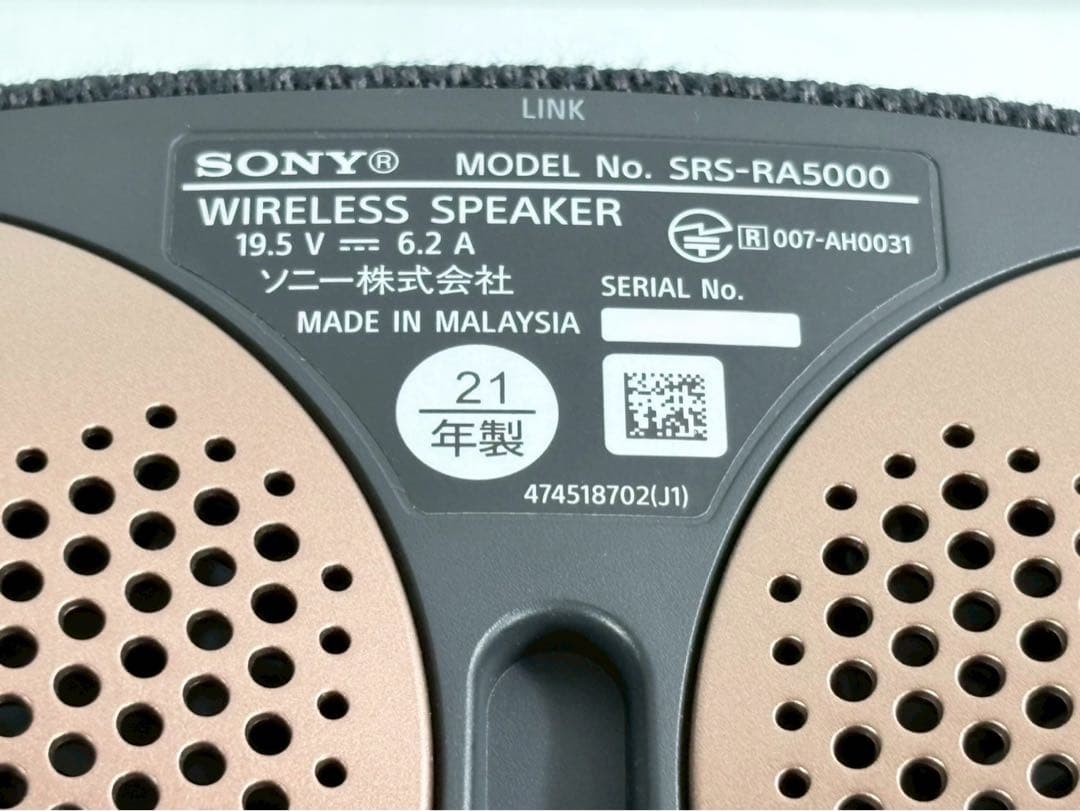 LINK
SONY® MODEL No. SRS-RA5000
WIRELESS SPEAKER
19.5 V ⎓ 6.2 A
R 007-AH0031
ソニー株式会社
SERIAL No.
MADE IN MALAYSIA
21
年製
474518702(J1)